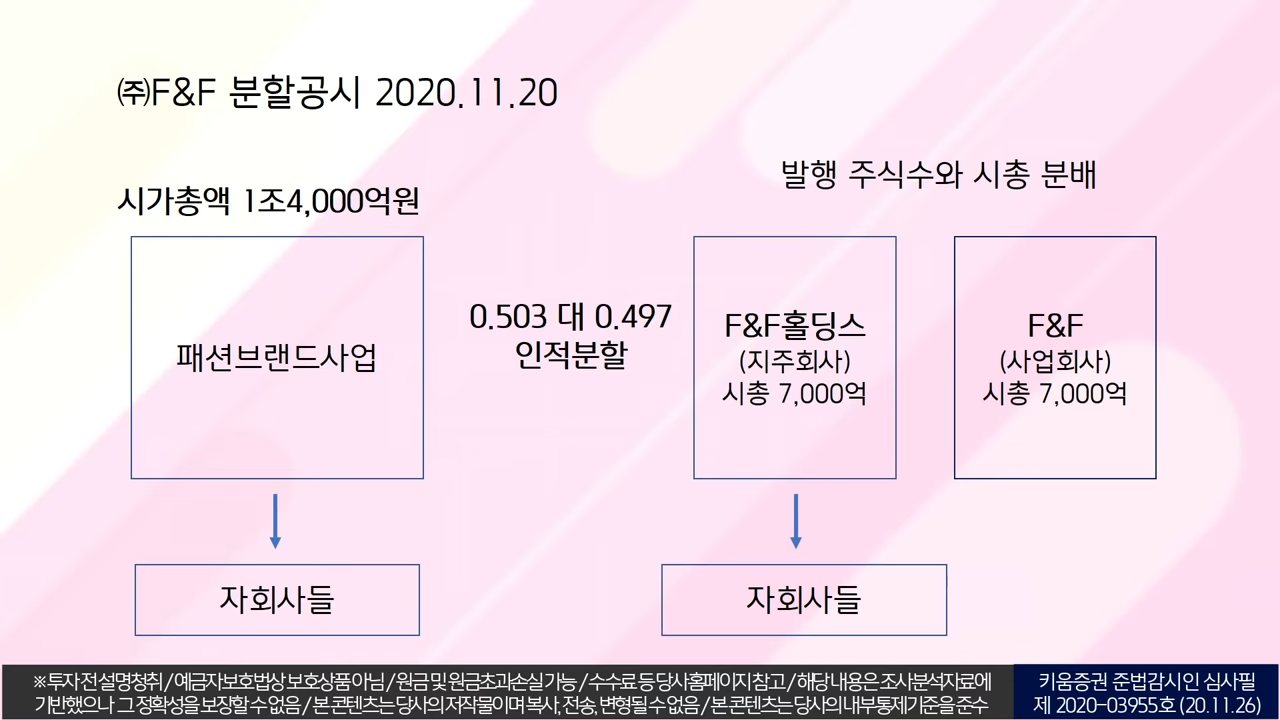 ㈜F&F 분할공시 2020.11.20
시가총액 1조4,000억원
패션브랜드사업
자회사들
0.503 대 0.497
인적분할
발행 주식수와 시총 분배
F&F홀딩스
(지주회사)
시총 7,000억
F&F
(사업회사)
시총 7,000억
자회사들
※ 투자 전 설명청취 / 예금자보호법상 보호상품 아님 / 원금 및 원금초과손실 가능 / 수수료 등 당사홈페이지 참고 / 해당 내용은 조사분석자료에
기반했으나 그 정확성을 보장할 수 없음 / 본 콘텐츠는 당사의 저작물이며 복사, 전송, 변형될 수 없음 / 본 콘텐츠는 당사의 내부통제기준을 준수
키움증권 준법감시인 심사필
제 2020-03955호 (20.11.26)